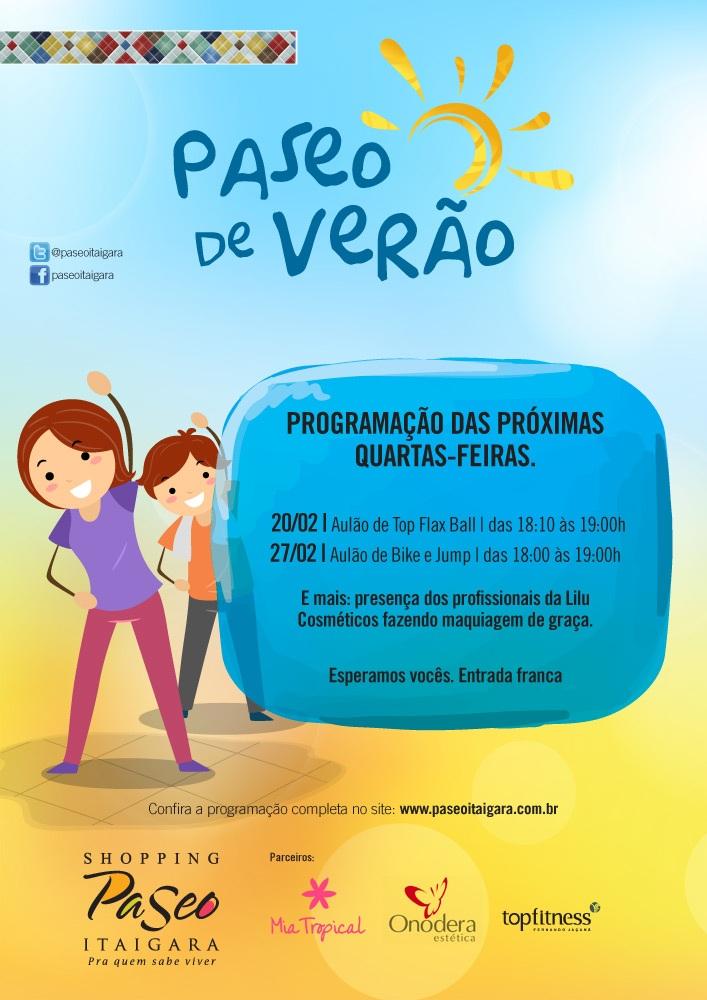 PASEO
DE VERÃO
@paseoitaigara
paseoitaigara
PROGRAMAÇÃO DAS PRÓXIMAS
QUARTAS-FEIRAS.
20/02 | Aulão de Top Flax Ball | das 18:10 às 19:00h
27/02 | Aulão de Bike e Jump | das 18:00 às 19:00h
E mais: presença dos profissionais da Lilu
Cosméticos fazendo maquiagem de graça.
Esperamos vocês. Entrada franca
Confira a programação completa no site: www.paseoitaigara.com.br
SHOPPING
Paseo
ITAIGARA
Pra quem sabe viver
Parceiros:
Mia Tropical
Onodera
estética
topfitness
FERNANDO JAQUAR